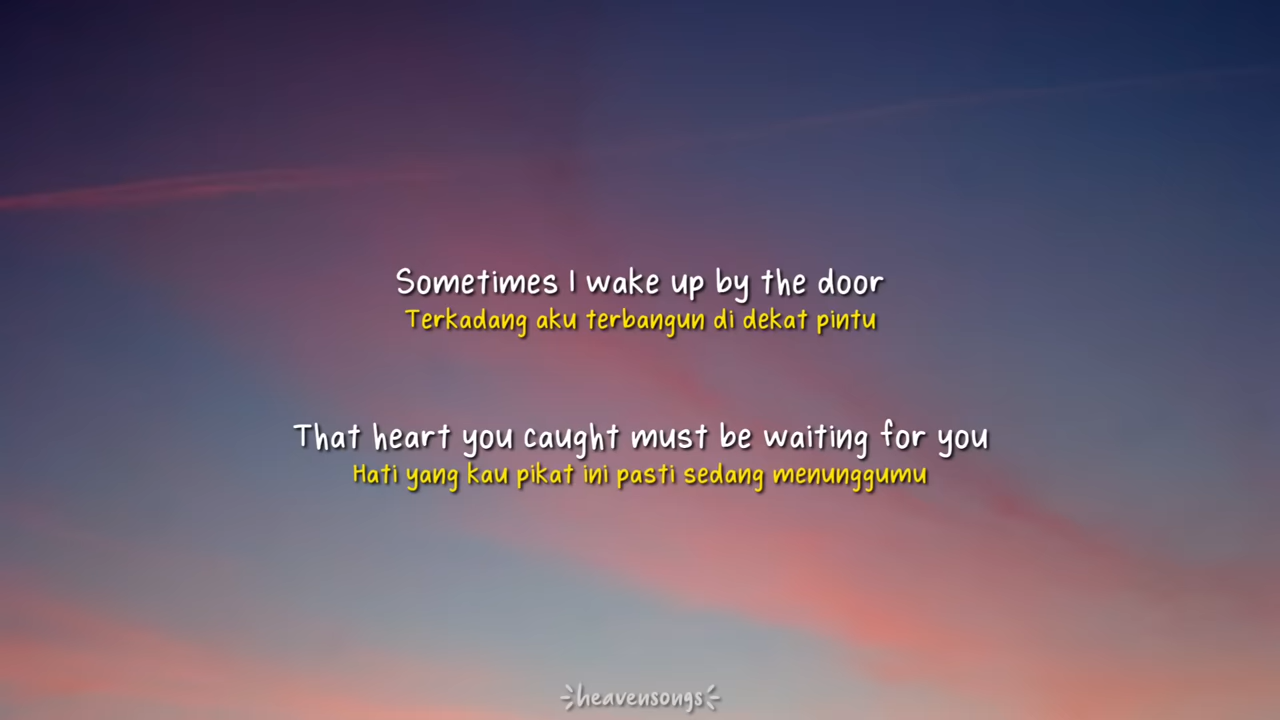 Sometimes I wake up by the door
Terkadang aku terbangun di dekat pintu
That heart you caught must be waiting for you
Hati yang kau pikat ini pasti sedang menunggumu
heavensongs